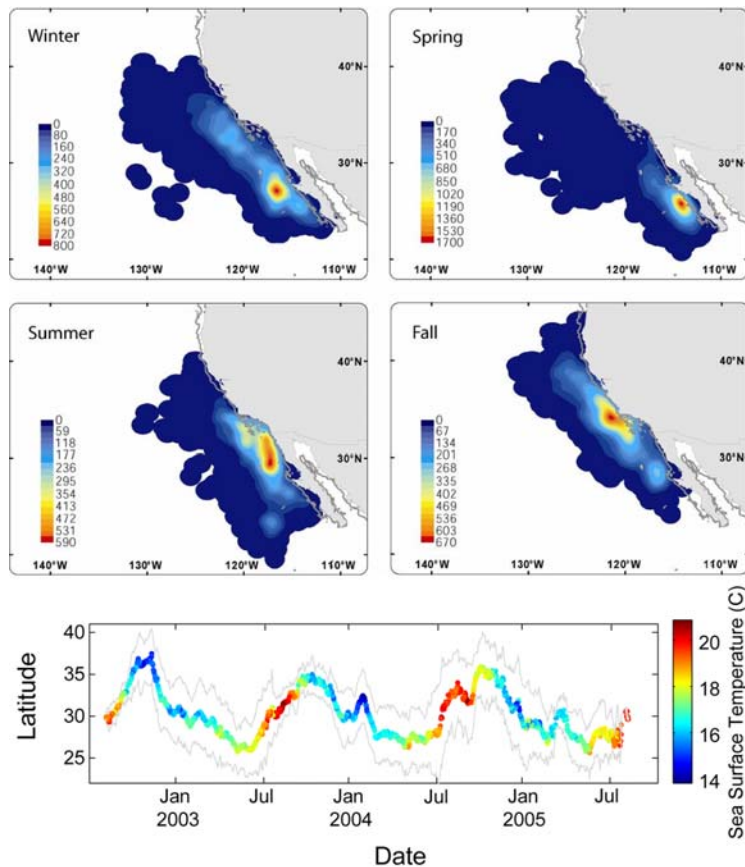 Winter
40°N
30°N
0
80
160
240
320
400
480
560
640
720
800
140°W 130°W 120°W 110°W
Spring
40°N
30°N
0
170
340
510
680
850
1020
1190
1360
1530
1700
140°W 130°W 120°W 110°W
Summer
40°N
30°N
0
59
118
177
236
295
354
413
472
531
590
140°W 130°W 120°W 110°W
Fall
40°N
30°N
0
67
134
201
268
335
402
469
536
603
670
140°W 130°W 120°W 110°W
Latitude
40
35
30
25
Jan Jul Jan Jul Jan Jul
2003 2004 2005
Date
20
18
16
14
Sea Surface Temperature (C)